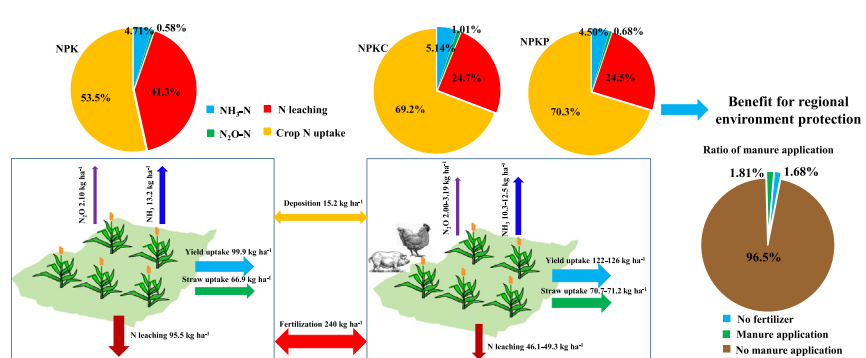 NPK
4.71%
0.58%
41.3%
53.5%
NH₃-N
N leaching
N₂O-N
Crop N uptake
NPKC
1.01%
5.14%
24.7%
69.2%
NPKP
4.50%
0.68%
24.5%
70.3%
Benefit for regional
environment protection
Ratio of manure application
1.81%
1.68%
96.5%
No fertilizer
Manure application
No manure application
N₂O 2.10 kg ha⁻¹
NH₃ 13.2 kg ha⁻¹
Yield uptake 99.9 kg ha⁻¹
Straw uptake 66.9 kg ha⁻¹
N leaching 95.5 kg ha⁻¹
Deposition 15.2 kg ha⁻¹
Fertilization 240 kg ha⁻¹
N₂O 2.00-3.19 kg ha⁻¹
NH₃ 10.3-12.5 kg ha⁻¹
Yield uptake 122-126 kg ha⁻¹
Straw uptake 70.7-71.2 kg ha⁻¹
N leaching 46.1-49.3 kg ha⁻¹